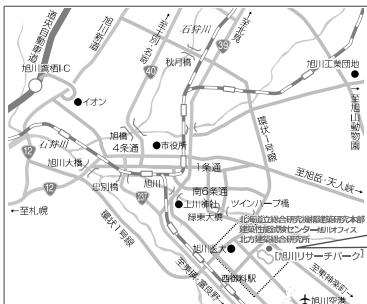 道央自動車道
旭川鷹栖I・C
旭川新道
至士別・名寄
石狩川
40
秋月橋
至北見
39
旭川工業団地
イオン
至旭山動物園
環状1号線
旭橋
4条通
市役所
石狩川
12
旭川大橋
1条通
12
忠別橋
旭川
至旭岳・天人峡
南6条通
237
上川神社
ツインハープ橋
緑東大橋
←至札幌
環状1号線
北海道立総合研究機構建築研究本部
建築性能試験センター旭川オフィス
北方建築総合研究所
旭川医大
［旭川リサーチパーク］
西御料駅
至美瑛・富良野
至東神楽町
旭川空港